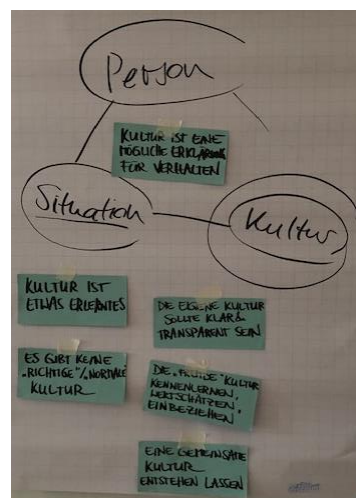 Person
KULTUR IST EINE
MÖGLICHE ERKLÄRUNG
FÜR VERHALTEN
Situation
Kultur
KULTUR IST
ETWAS ERLERNTES
DIE EIGENE KULTUR
SOLLTE KLAR &
TRANSPARENT SEIN
ES GIBT KEINE
"RICHTIGE"/"NORMALE"
KULTUR
DIE "FREMDE" KULTUR
KENNENLERNEN,
WERTSCHÄTZEN,
EINBEZIEHEN
EINE GEMEINSAME
KULTUR
ENTSTEHEN LASSEN